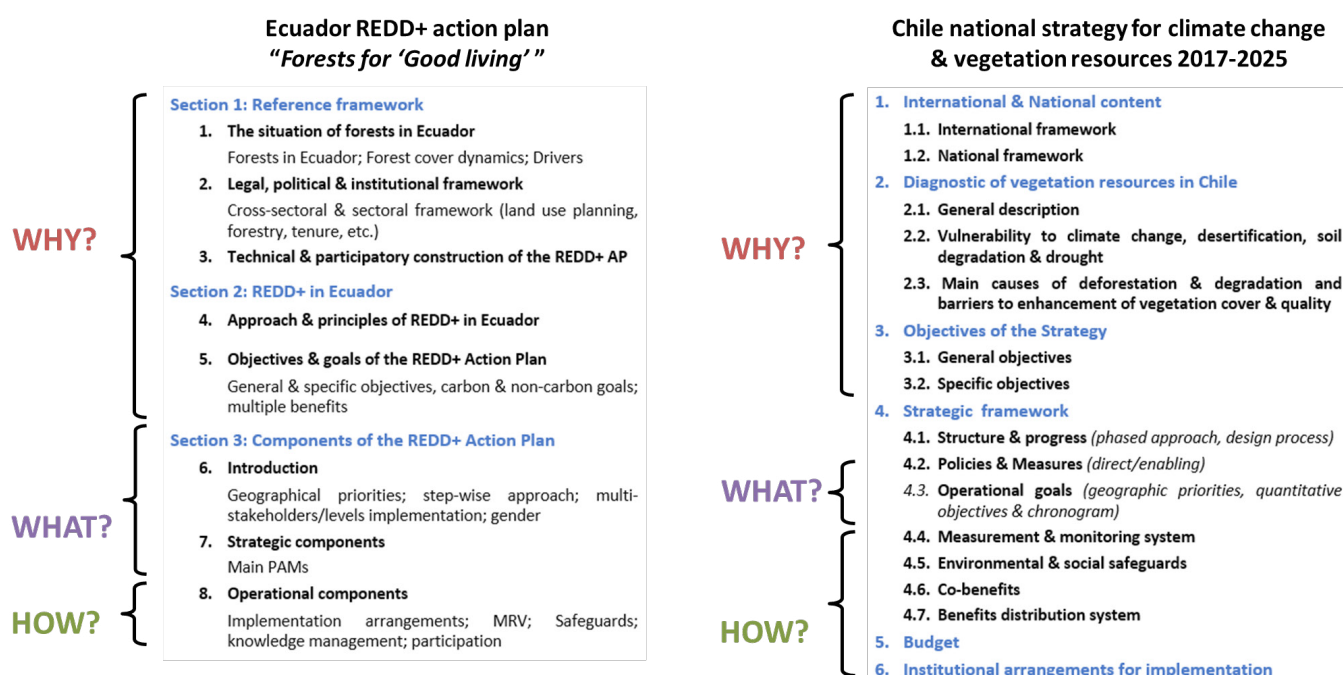 Ecuador REDD+ action plan
“Forests for ‘Good living’ ”
WHY?
WHAT?
HOW?
Section 1: Reference framework
1. The situation of forests in Ecuador
Forests in Ecuador; Forest cover dynamics; Drivers
2. Legal, political & institutional framework
Cross-sectoral & sectoral framework (land use planning,
forestry, tenure, etc.)
3. Technical & participatory construction of the REDD+ AP
Section 2: REDD+ in Ecuador
4. Approach & principles of REDD+ in Ecuador
5. Objectives & goals of the REDD+ Action Plan
General & specific objectives, carbon & non-carbon goals;
multiple benefits
Section 3: Components of the REDD+ Action Plan
6. Introduction
Geographical priorities; step-wise approach; multi-
stakeholders/levels implementation; gender
7. Strategic components
Main PAMs
8. Operational components
Implementation arrangements; MRV; Safeguards;
knowledge management; participation
Chile national strategy for climate change
& vegetation resources 2017-2025
WHY?
WHAT?
HOW?
1. International & National content
1.1. International framework
1.2. National framework
2. Diagnostic of vegetation resources in Chile
2.1. General description
2.2. Vulnerability to climate change, desertification, soil
degradation & drought
2.3. Main causes of deforestation & degradation and
barriers to enhancement of vegetation cover & quality
3. Objectives of the Strategy
3.1. General objectives
3.2. Specific objectives
4. Strategic framework
4.1. Structure & progress (phased approach, design process)
4.2. Policies & Measures (direct/enabling)
4.3. Operational goals (geographic priorities, quantitative
objectives & chronogram)
4.4. Measurement & monitoring system
4.5. Environmental & social safeguards
4.6. Co-benefits
4.7. Benefits distribution system
5. Budget
6. Institutional arrangements for implementation